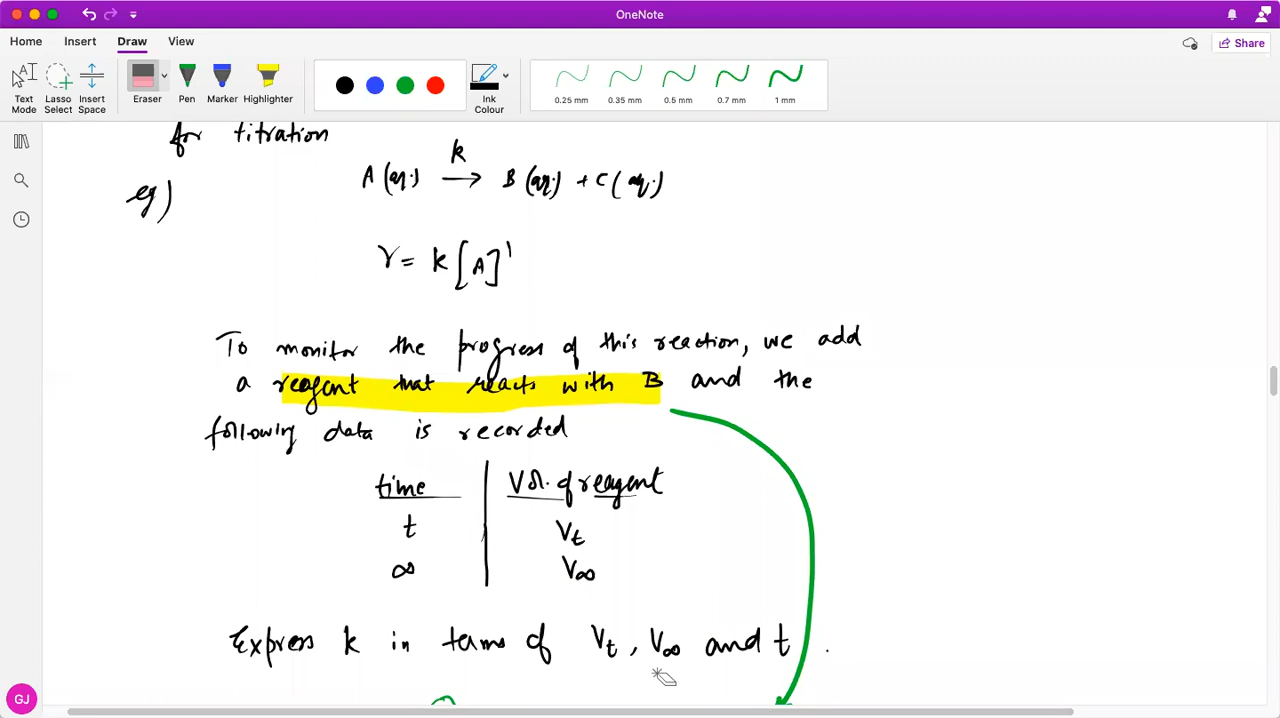 OneNote
Home Insert Draw View
Share
Text Mode
Lasso Select
Insert Space
Eraser
Pen
Marker
Highlighter
Ink Colour
0.25 mm 0.35 mm 0.5 mm 0.7 mm 1 mm
for titration
eg) A (aq.) k → B (aq.) + C (aq.)
r = k [A]¹
To monitor the progress of this reaction, we add
a reagent that reacts with B and the
following data is recorded
time Vol. of reagent
t Vt
∞ V∞
Express k in terms of Vt, V∞ and t.
GJ